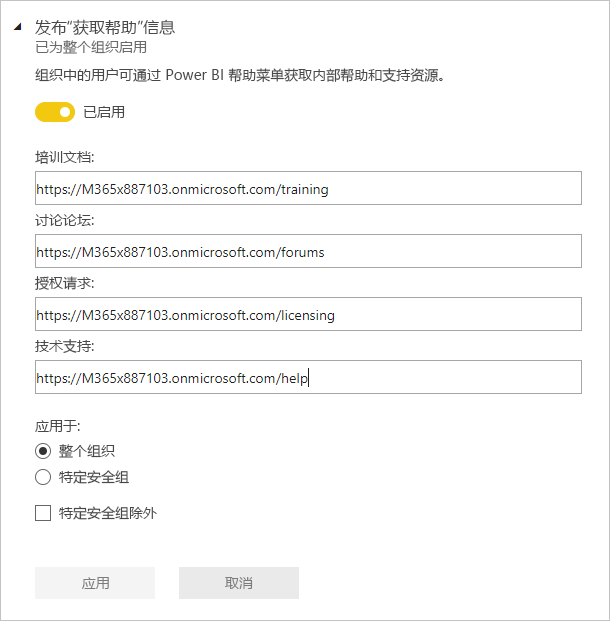 发布“获取帮助”信息
已为整个组织启用
组织中的用户可通过 Power BI 帮助菜单获取内部帮助和支持资源。
已启用
培训文档:
https://M365x887103.onmicrosoft.com/training
讨论论坛:
https://M365x887103.onmicrosoft.com/forums
授权请求:
https://M365x887103.onmicrosoft.com/licensing
技术支持:
https://M365x887103.onmicrosoft.com/help
应用于:
整个组织
特定安全组
特定安全组除外
应用
取消